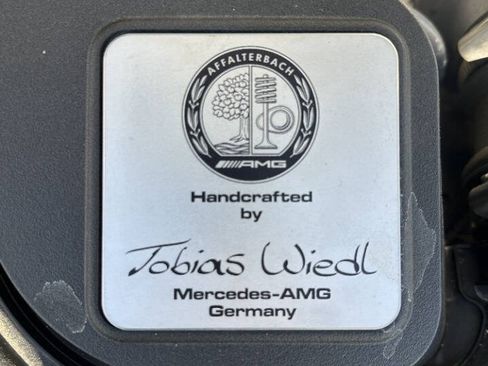 AFFALTERBACH
AMG
Handcrafted
by
Tobias Wiedl
Mercedes-AMG
Germany